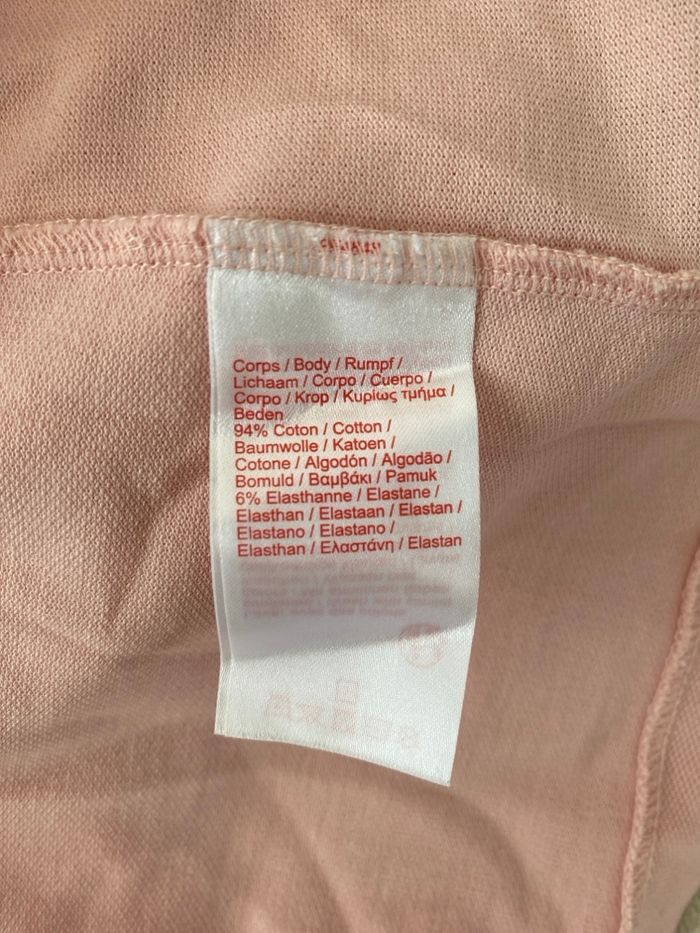 Corps / Body / Rumpf /
Lichaam / Corpo / Cuerpo /
Corpo / Krop / Κυρίως τμήμα /
Beden
94% Coton / Cotton /
Baumwolle / Katoen /
Cotone / Algodón / Algodão /
Bomuld / Βαμβάκι / Pamuk
6% Elasthanne / Elastane /
Elasthan / Elastaan / Elastan /
Elastano / Elastano /
Elasthan / Ελαστάνη / Elastan